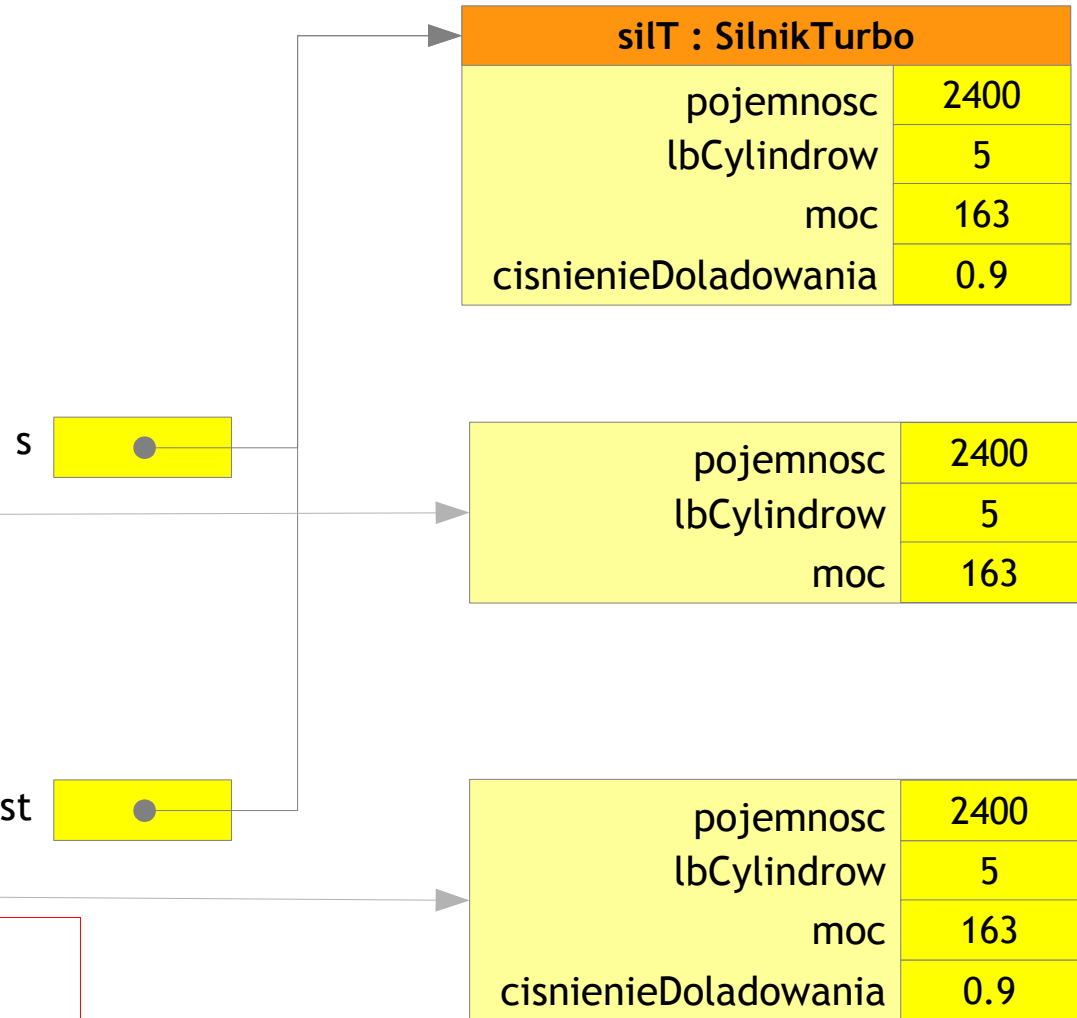 silT : SilnikTurbo
pojemnosc 2400
lbCylindrow 5
moc 163
cisnienieDoladowania 0.9
s
pojemnosc 2400
lbCylindrow 5
moc 163
st
pojemnosc 2400
lbCylindrow 5
moc 163
cisnienieDoladowania 0.9